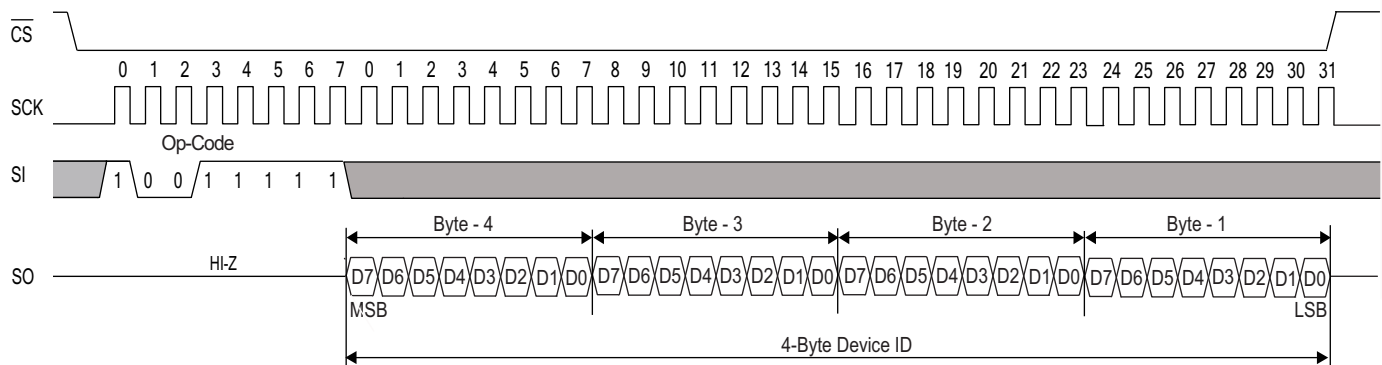 CS
0 1 2 3 4 5 6 7 0 1 2 3 4 5 6 7 8 9 10 11 12 13 14 15 16 17 18 19 20 21 22 23 24 25 26 27 28 29 30 31
SCK
Op-Code
SI 1 0 0 1 1 1 1 1
Byte - 4 Byte - 3 Byte - 2 Byte - 1
SO HI-Z D7 D6 D5 D4 D3 D2 D1 D0 D7 D6 D5 D4 D3 D2 D1 D0 D7 D6 D5 D4 D3 D2 D1 D0 D7 D6 D5 D4 D3 D2 D1 D0
MSB LSB
4-Byte Device ID